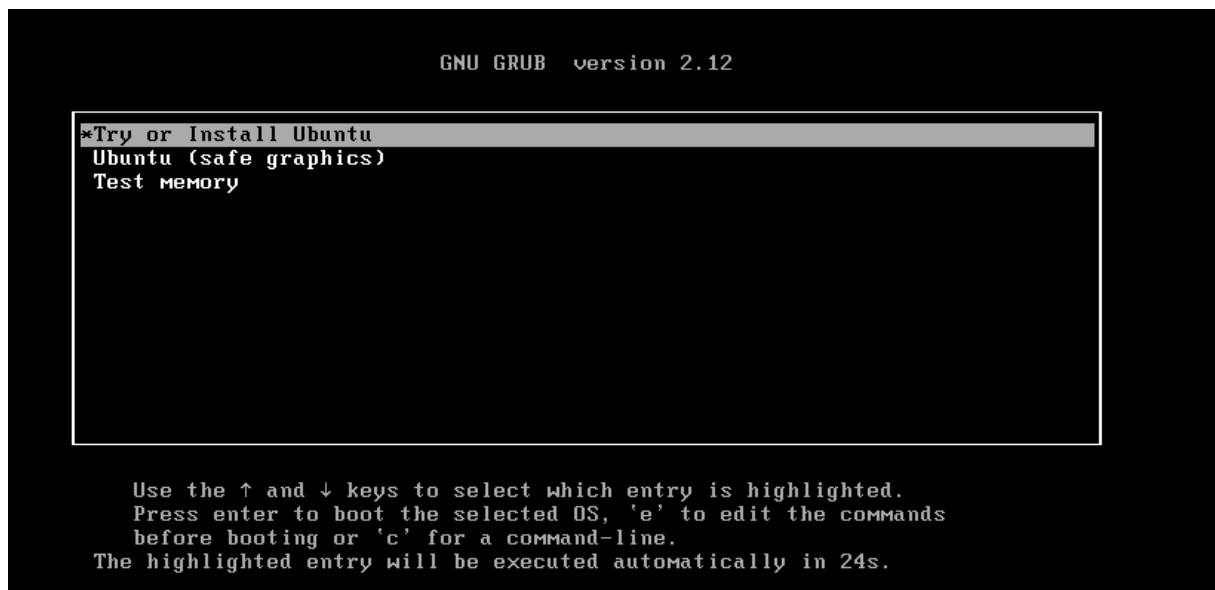 GNU GRUB  version 2.12
*Try or Install Ubuntu
Ubuntu (safe graphics)
Test memory
Use the ↑ and ↓ keys to select which entry is highlighted.
Press enter to boot the selected OS, `e' to edit the commands
before booting or `c' for a command-line.
The highlighted entry will be executed automatically in 24s.